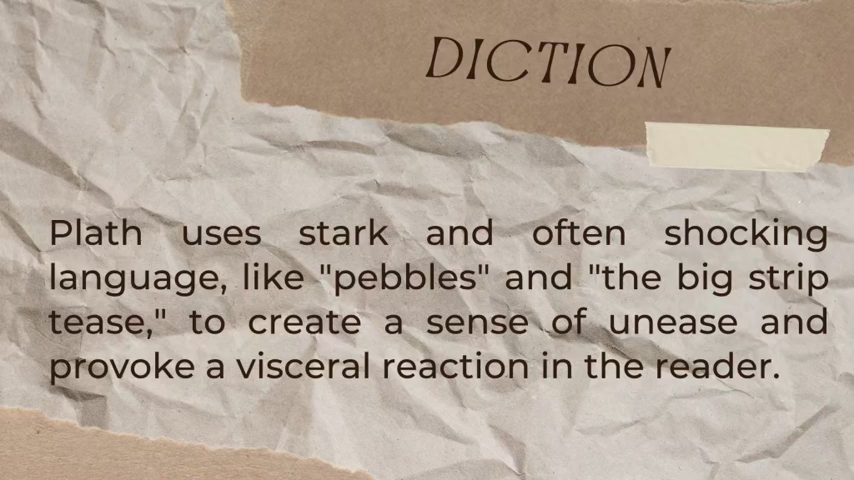 DICTION
Plath uses stark and often shocking
language, like "pebbles" and "the big strip
tease," to create a sense of unease and
provoke a visceral reaction in the reader.